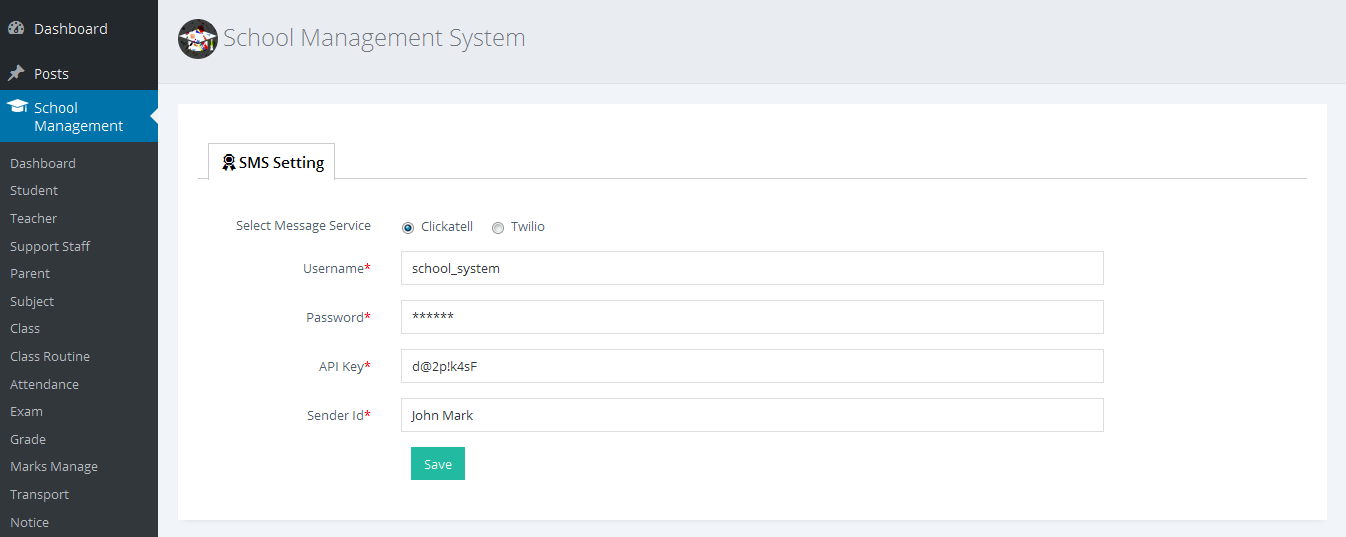 Dashboard
Posts
School
Management
Dashboard
Student
Teacher
Support Staff
Parent
Subject
Class
Class Routine
Attendance
Exam
Grade
Marks Manage
Transport
Notice
School Management System
SMS Setting
Select Message Service Clickatell Twilio
Username* school_system
Password* ******
API Key* d@2p!k4sF
Sender Id* John Mark
Save